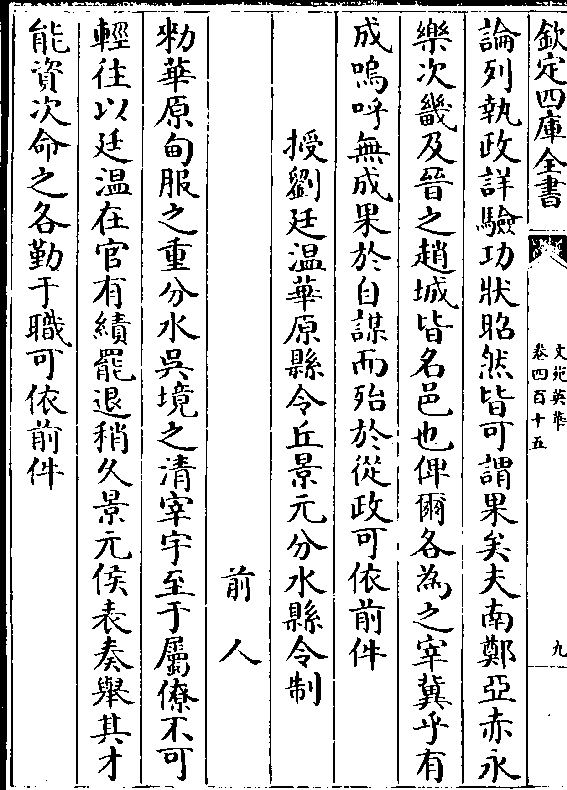 欽定四庫全書
文苑英華
卷四百十五
九
論列執政詳驗功狀昭然皆可謂果矣夫南鄭亞赤永
樂次畿及晉之趙城皆名邑也俾爾各為之宰冀乎有
成嗚呼無成果於自謀而殆於從政可依前件
授劉廷温華原縣令丘景元分水縣令制
前人
勑華原甸服之重分水吳境之清宰字至于屬僚不可
輕往以廷温在官有績罷退稍久景元侯表奏舉其才
能資次命之各勤于職可依前件